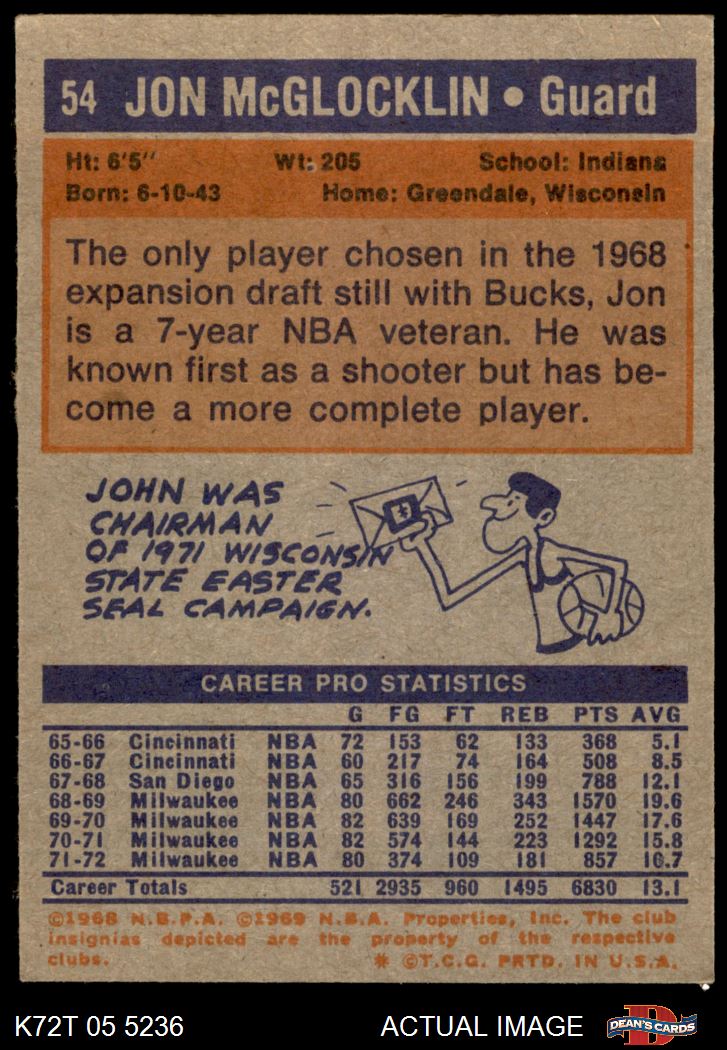 54 JON McGLOCKLIN • Guard
Ht: 6'5" Wt: 205 School: Indiana
Born: 6-10-43 Home: Greendale, Wisconsin
The only player chosen in the 1968
expansion draft still with Bucks, Jon
is a 7-year NBA veteran. He was
known first as a shooter but has be-
come a more complete player.
JOHN WAS
CHAIRMAN
OF 1971 WISCONSIN
STATE EASTER
SEAL CAMPAIGN.
CAREER PRO STATISTICS
G FG FT REB PTS AVG
65-66 Cincinnati NBA 72 153 62 133 368 5.1
66-67 Cincinnati NBA 60 217 74 164 508 8.5
67-68 San Diego NBA 65 316 156 199 788 12.1
68-69 Milwaukee NBA 80 662 246 343 1570 19.6
69-70 Milwaukee NBA 82 639 169 252 1447 17.6
70-71 Milwaukee NBA 82 574 144 223 1292 15.8
71-72 Milwaukee NBA 80 374 109 181 857 10.7
Career Totals 521 2935 960 1495 6830 13.1
©1968 N.B.P.A. ©1969 N.B.A. Properties, Inc. The club
insignias depicted are the property of the respective
clubs. * ©T.C.G. PRTD. IN U.S.A.
K72T 05 5236 ACTUAL IMAGE DEAN'S CARDS